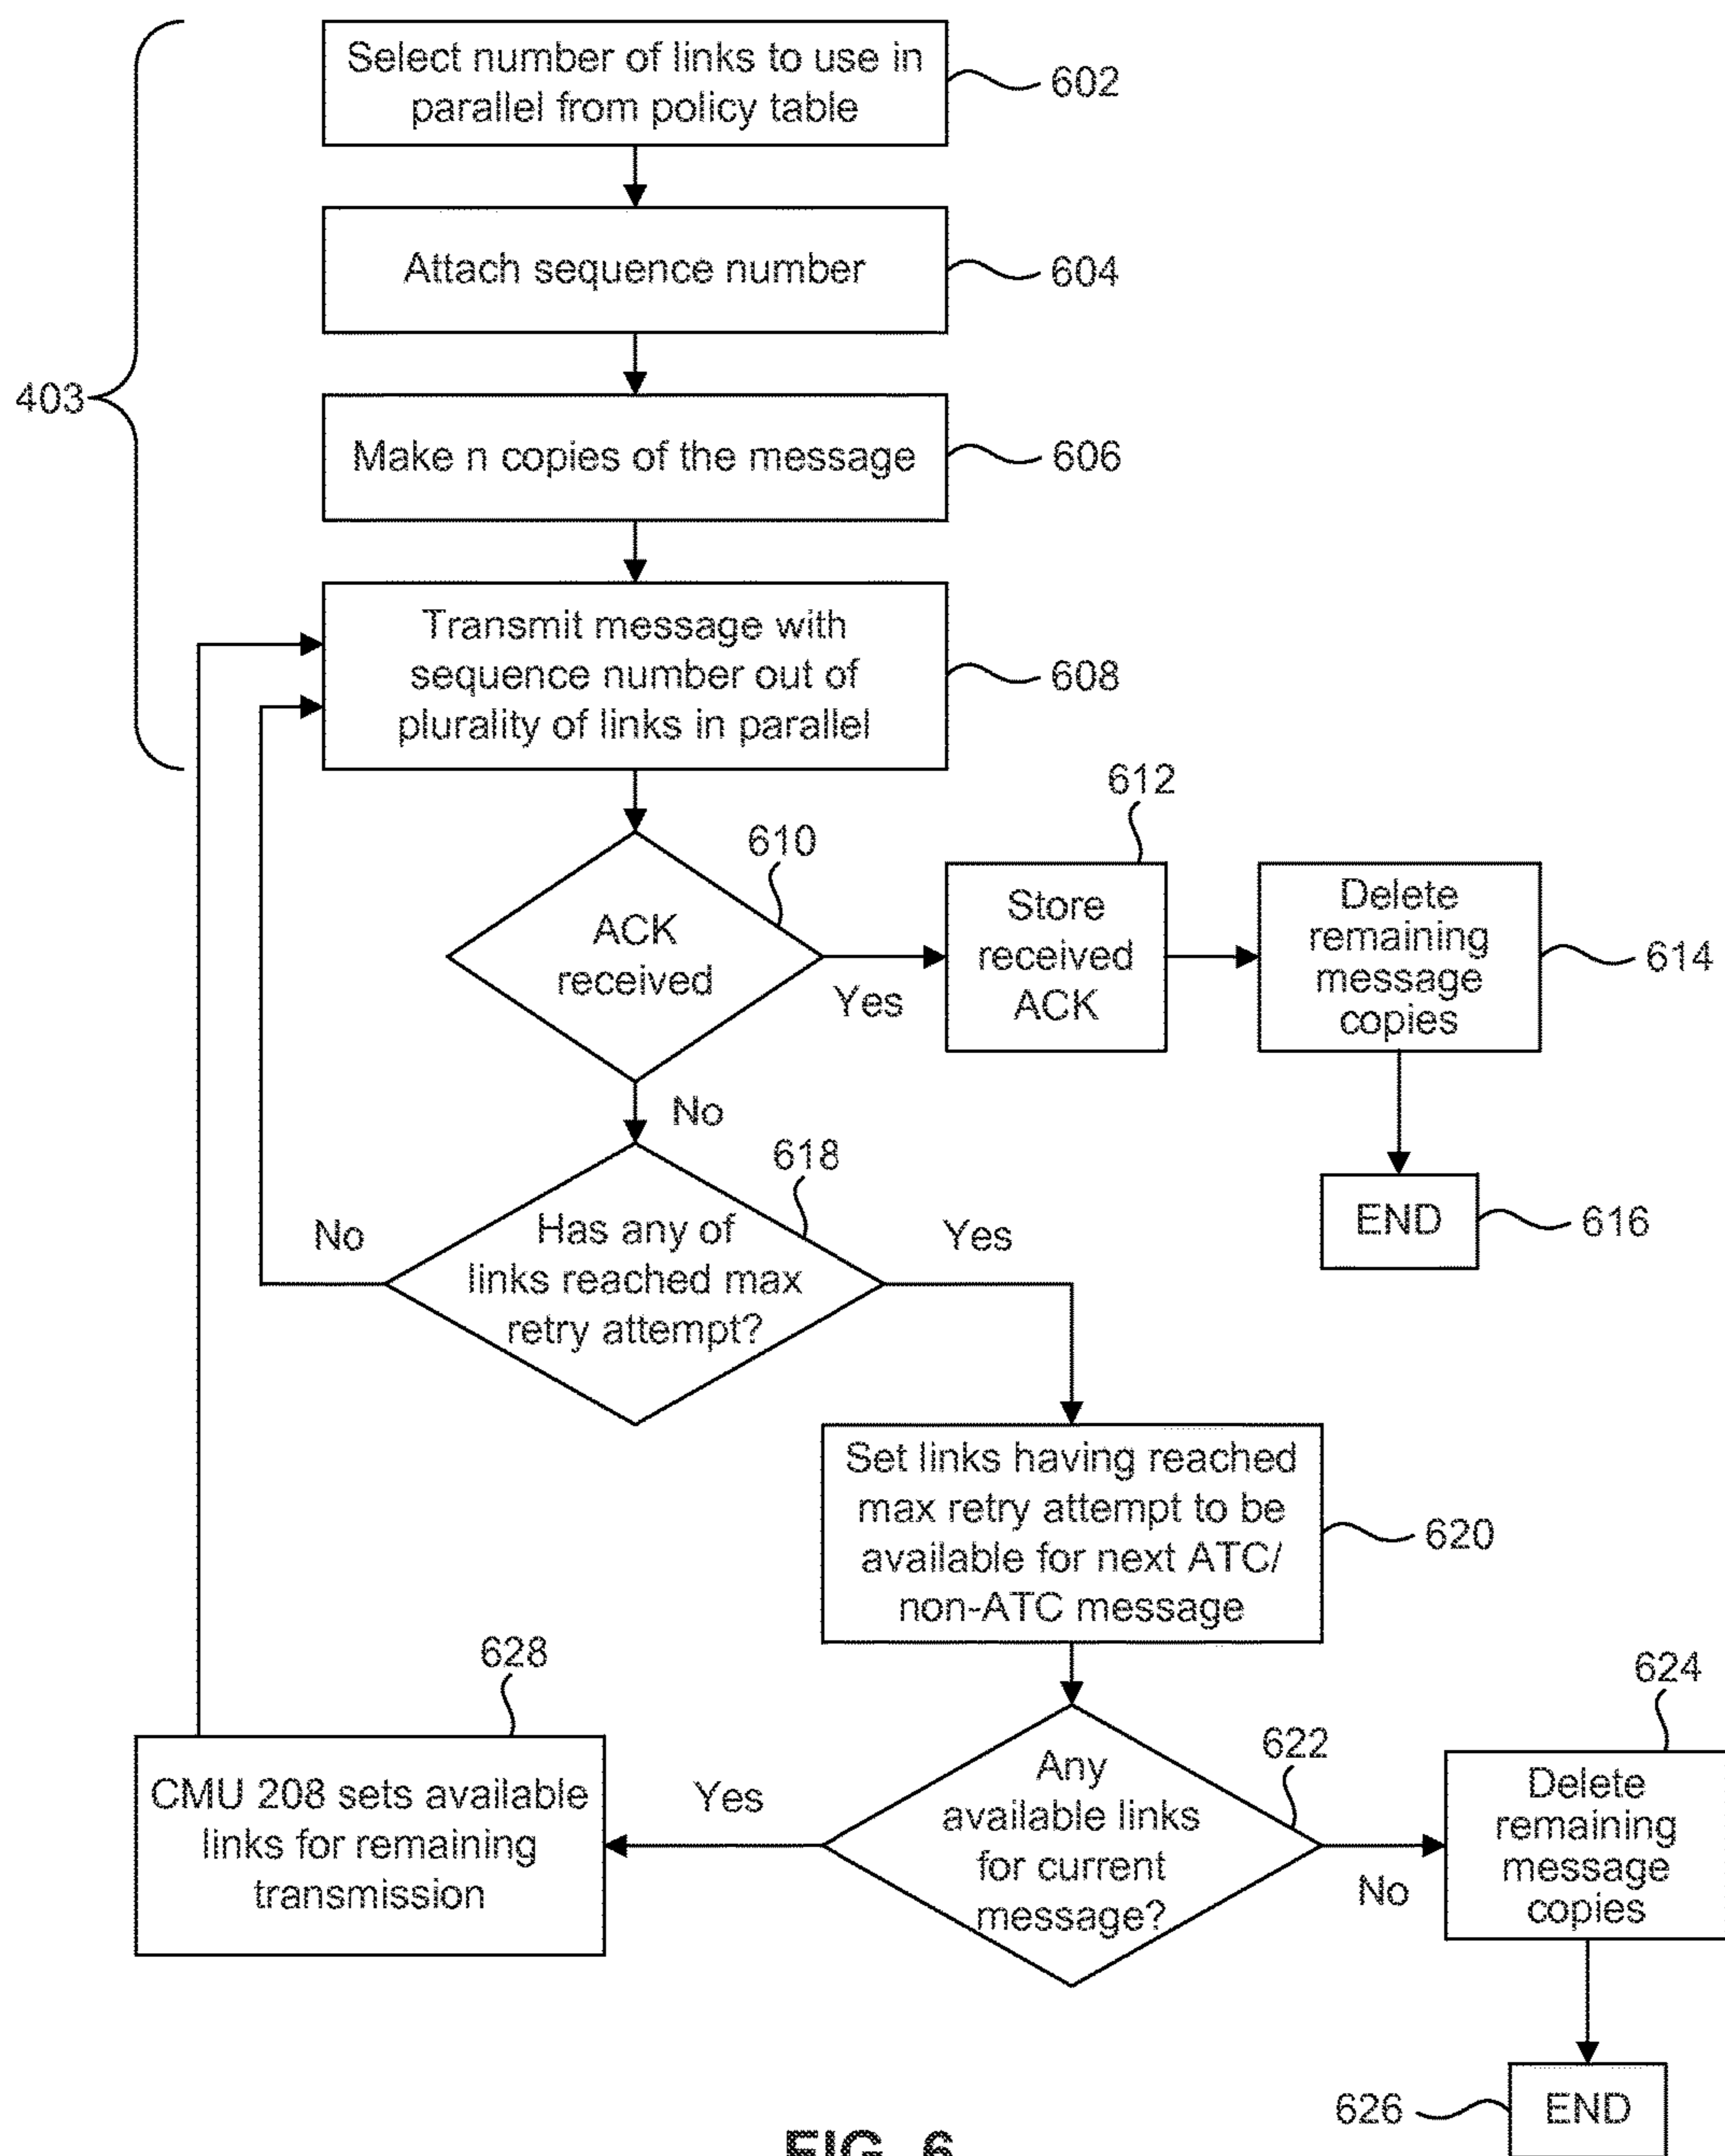 Select number of links to use in
parallel from policy table
602
Attach sequence number
604
403
Make n copies of the message
606
Transmit message with
sequence number out of
plurality of links in parallel
608
612
610
ACK
received
Yes
Store
received
ACK
Delete
remaining
message
copies
614
No
618
Has any of
links reached max
retry attempt?
No
Yes
END
616
Set links having reached
max retry attempt to be
available for next ATC/
non-ATC message
620
628
624
622
CMU 208 sets available
links for remaining
transmission
Yes
Any
available links
for current
message?
No
Delete
remaining
message
copies
626
END
FIG. 6